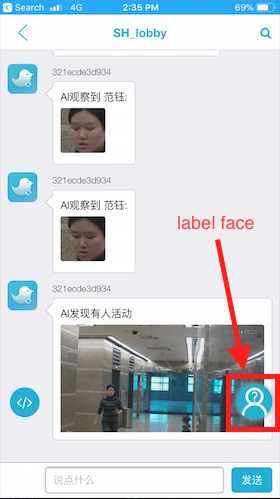 Search 4G 2:35 PM 69%
SH_lobby
321ecde3d934
AI观察到 范钰:
321ecde3d934
AI观察到 范钰:
label face
321ecde3d934
AI发现有人活动
</>
?
说点什么
发送